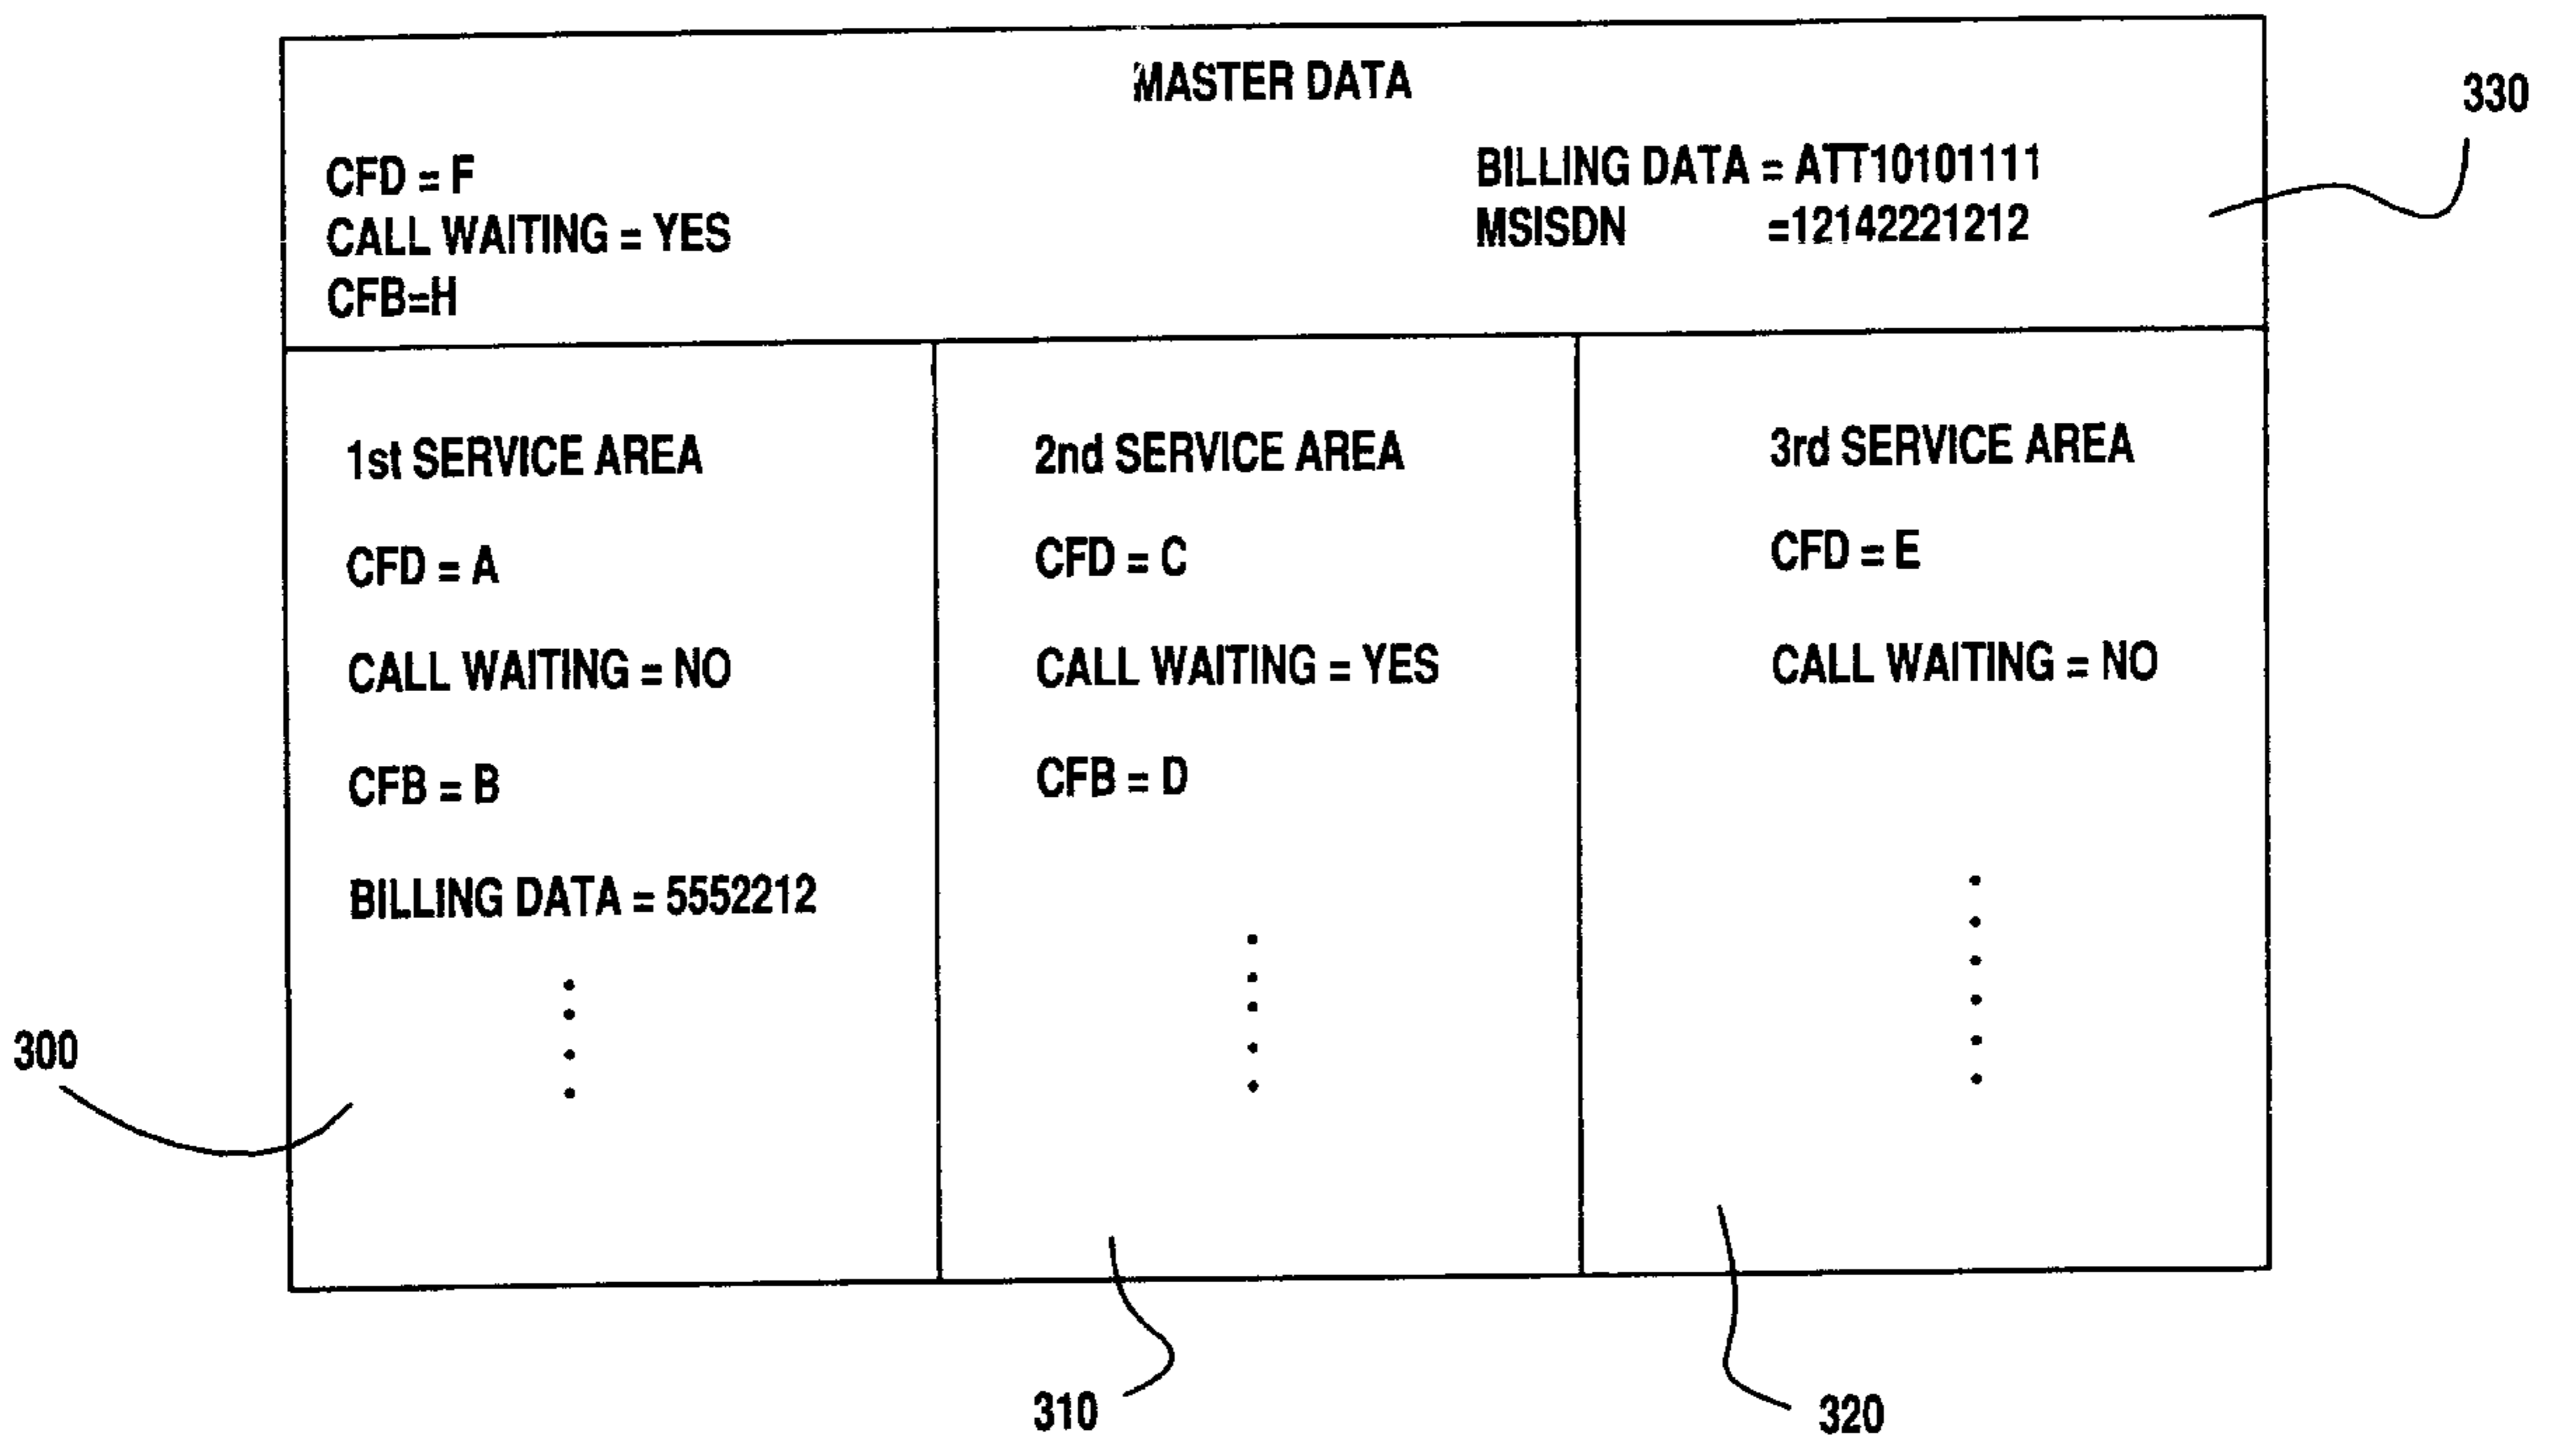 MASTER DATA
330
CFD = F
CALL WAITING = YES
CFB=H
BILLING DATA = ATT10101111
MSISDN =12142221212
1st SERVICE AREA
CFD = A
CALL WAITING = NO
CFB = B
BILLING DATA = 5552212
2nd SERVICE AREA
CFD = C
CALL WAITING = YES
CFB = D
3rd SERVICE AREA
CFD = E
CALL WAITING = NO
300
310
320